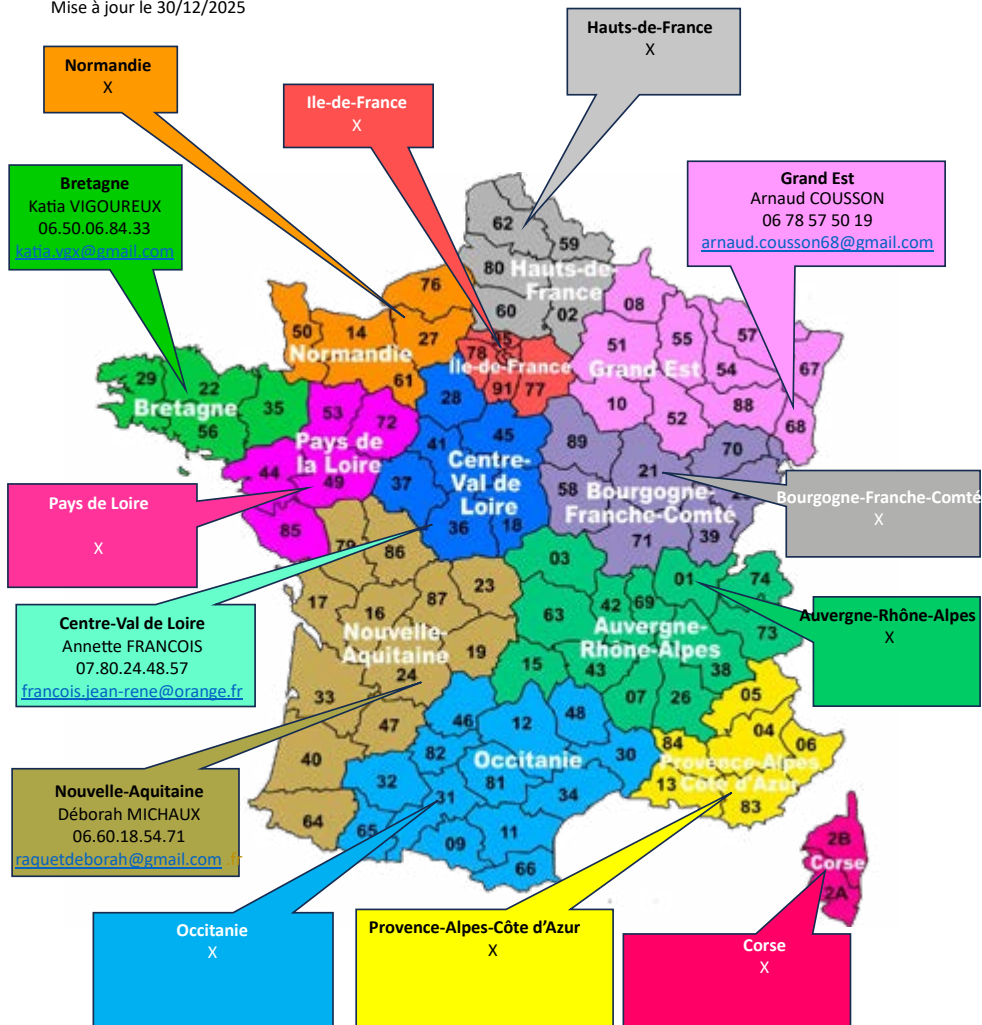 Mise à jour le 30/12/2025
Hauts-de-France
X
Normandie
X
Ile-de-France
X
Bretagne
Katia VIGOUREUX
06.50.06.84.33
katia.vgx@gmail.com
Grand Est
Arnaud COUSSON
06 78 57 50 19
arnaud.cousson68@gmail.com
62
59
80
Hauts-de-
France
60
02
76
27
50
14
Normandie
61
78
Ile-de-France
91
77
08
51
55
57
54
67
Grand Est
10
52
88
68
29
22
Bretagne
35
56
53
72
Pays de
la Loire
44
49
85
28
45
41
Centre-
Val de
Loire
37
36
18
89
21
70
58
Bourgogne-
Franche-Comté
71
39
Pays de Loire
X
Bourgogne-Franche-Comté
X
Centre-Val de Loire
Annette FRANCOIS
07.80.24.48.57
francois.jean-rene@orange.fr
Auvergne-Rhône-Alpes
X
79
86
17
16
87
23
Nouvelle-
Aquitaine
19
24
33
47
40
64
03
01
74
63
42
69
Auvergne-
Rhône-Alpes
73
15
43
38
07
26
05
04
06
84
Provence-Alpes
Côte d'Azur
13
83
46
12
48
82
Occitanie
30
32
81
31
34
65
09
11
66
2B
Corse
2A
Nouvelle-Aquitaine
Déborah MICHAUX
06.60.18.54.71
raquetdeborah@gmail.com .fr
Occitanie
X
Provence-Alpes-Côte d'Azur
X
Corse
X